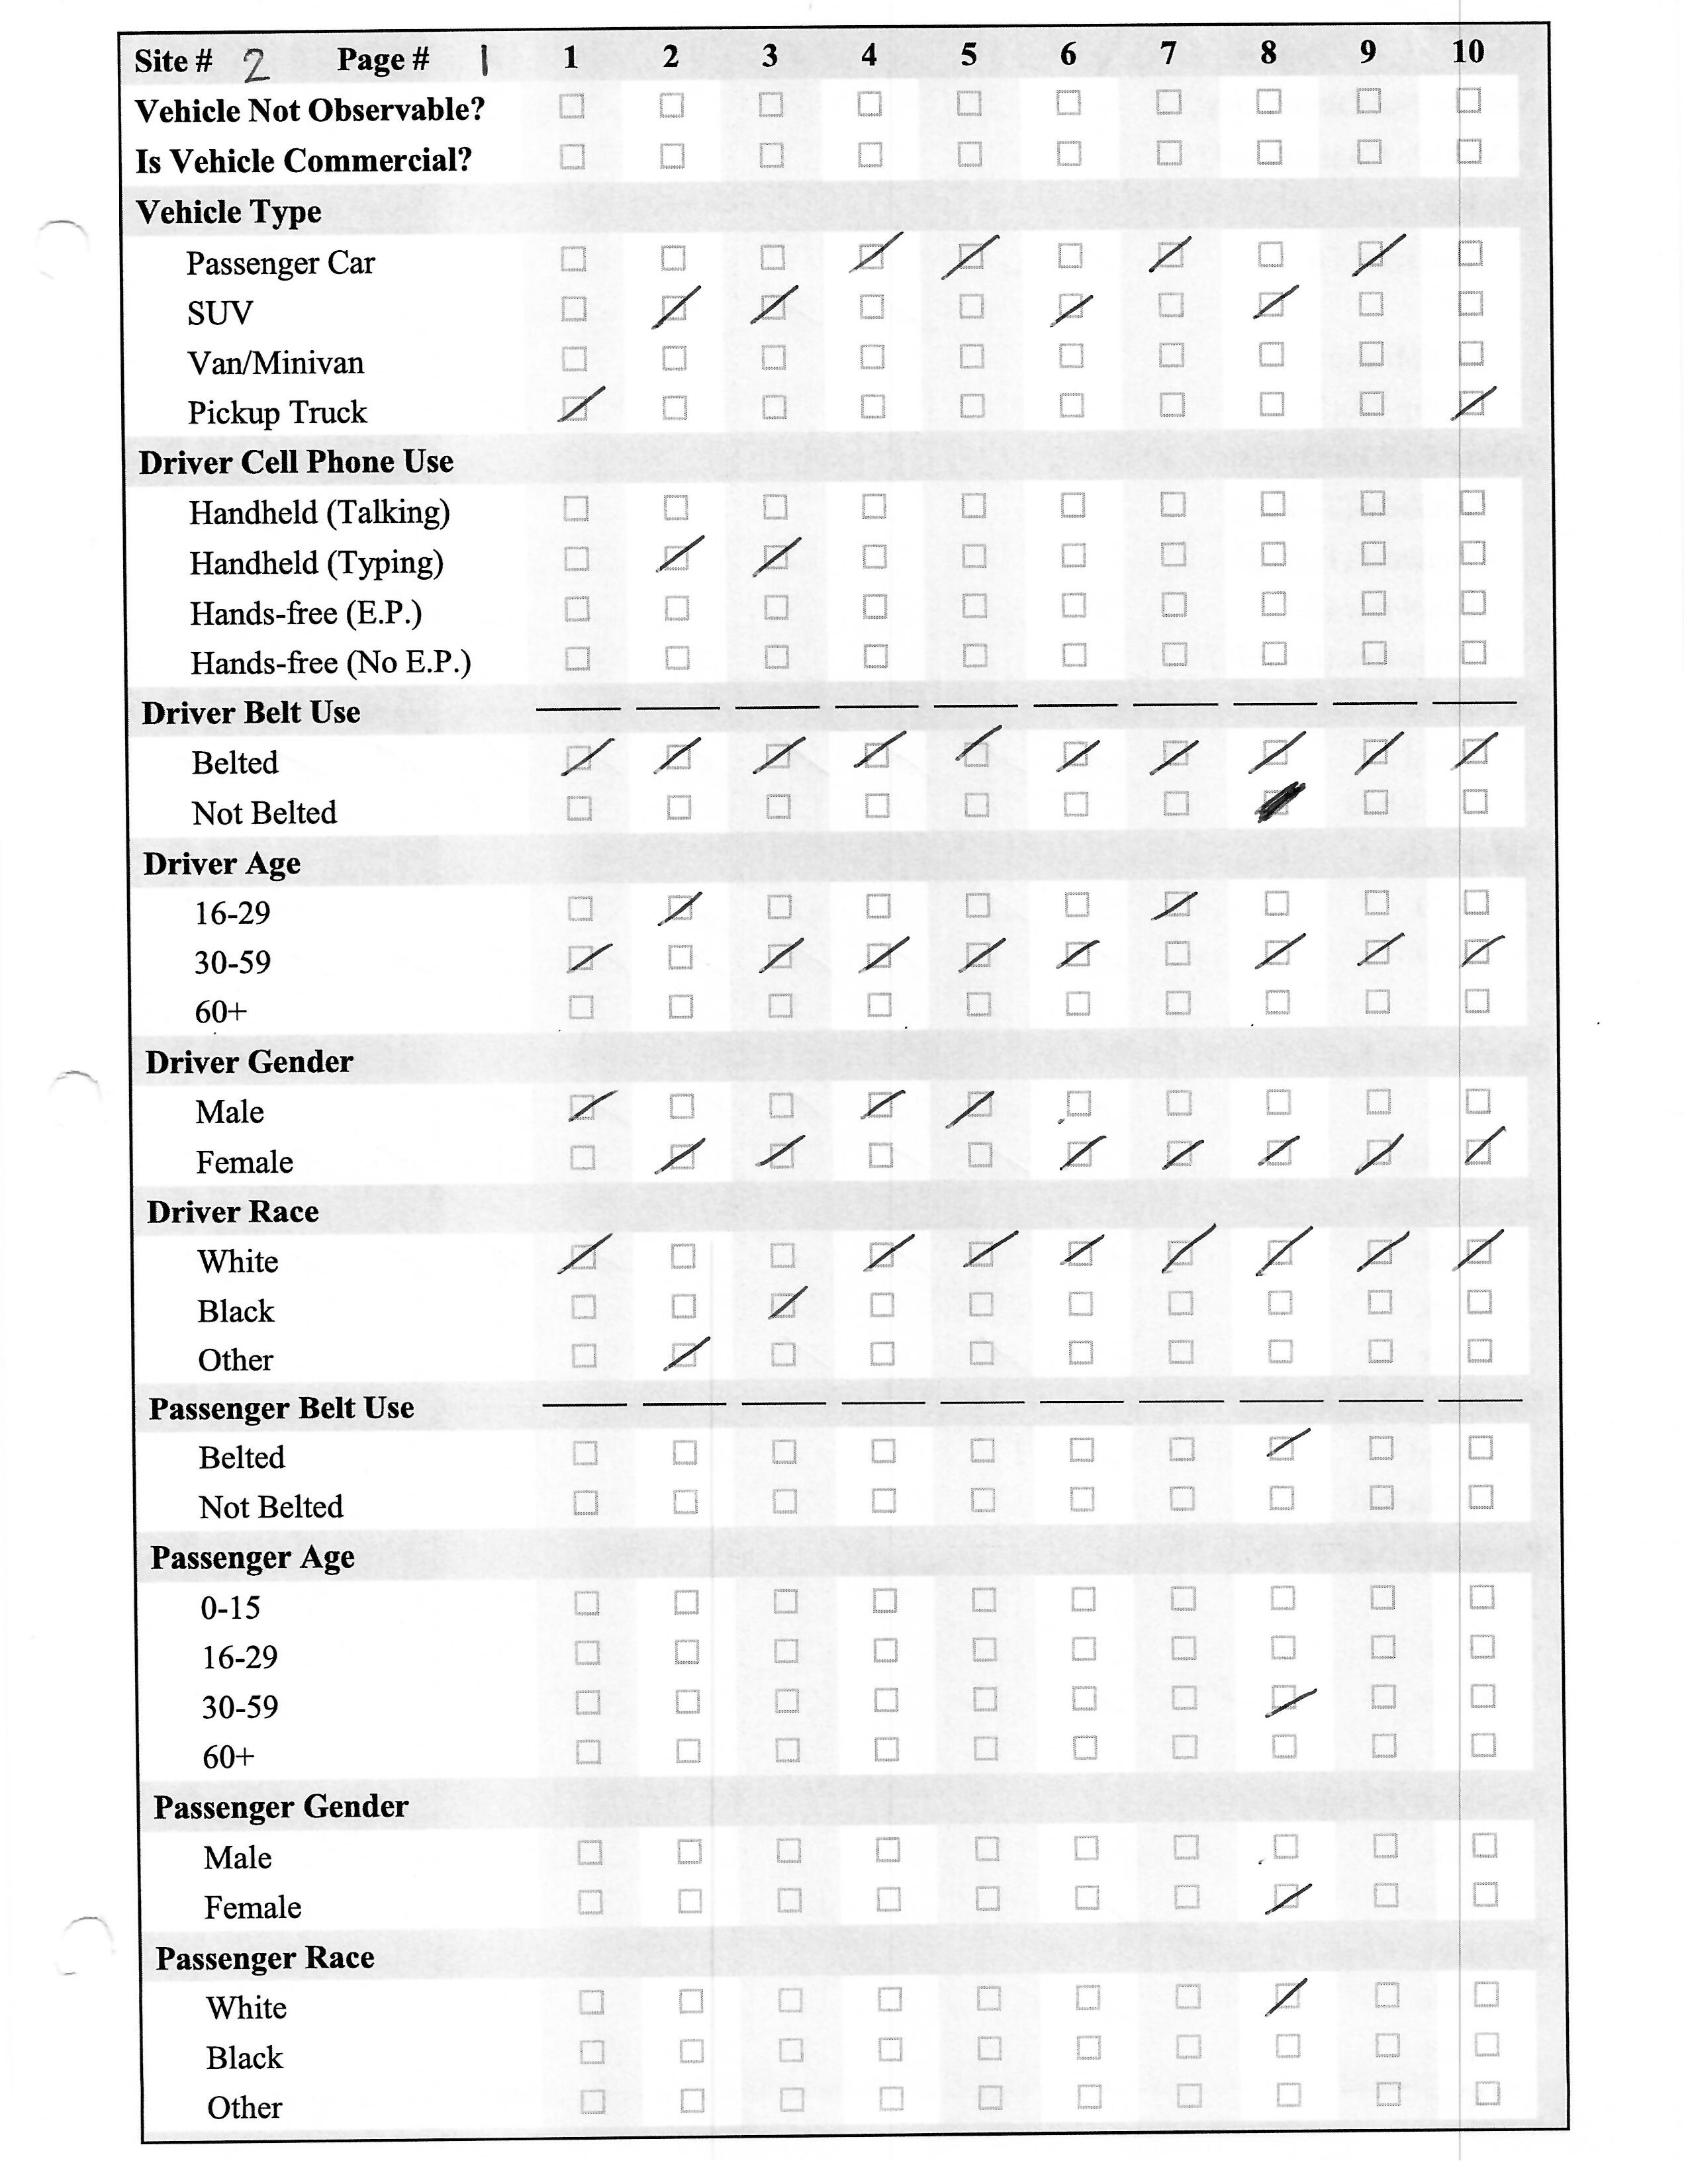 Site # 2 Page # 1 1 2 3 4 5 6 7 8 9 10
Vehicle Not Observable?
Is Vehicle Commercial?
Vehicle Type
Passenger Car
SUV
Van/Minivan
Pickup Truck
Driver Cell Phone Use
Handheld (Talking)
Handheld (Typing)
Hands-free (E.P.)
Hands-free (No E.P.)
Driver Belt Use
Belted
Not Belted
Driver Age
16-29
30-59
60+
Driver Gender
Male
Female
Driver Race
White
Black
Other
Passenger Belt Use
Belted
Not Belted
Passenger Age
0-15
16-29
30-59
60+
Passenger Gender
Male
Female
Passenger Race
White
Black
Other